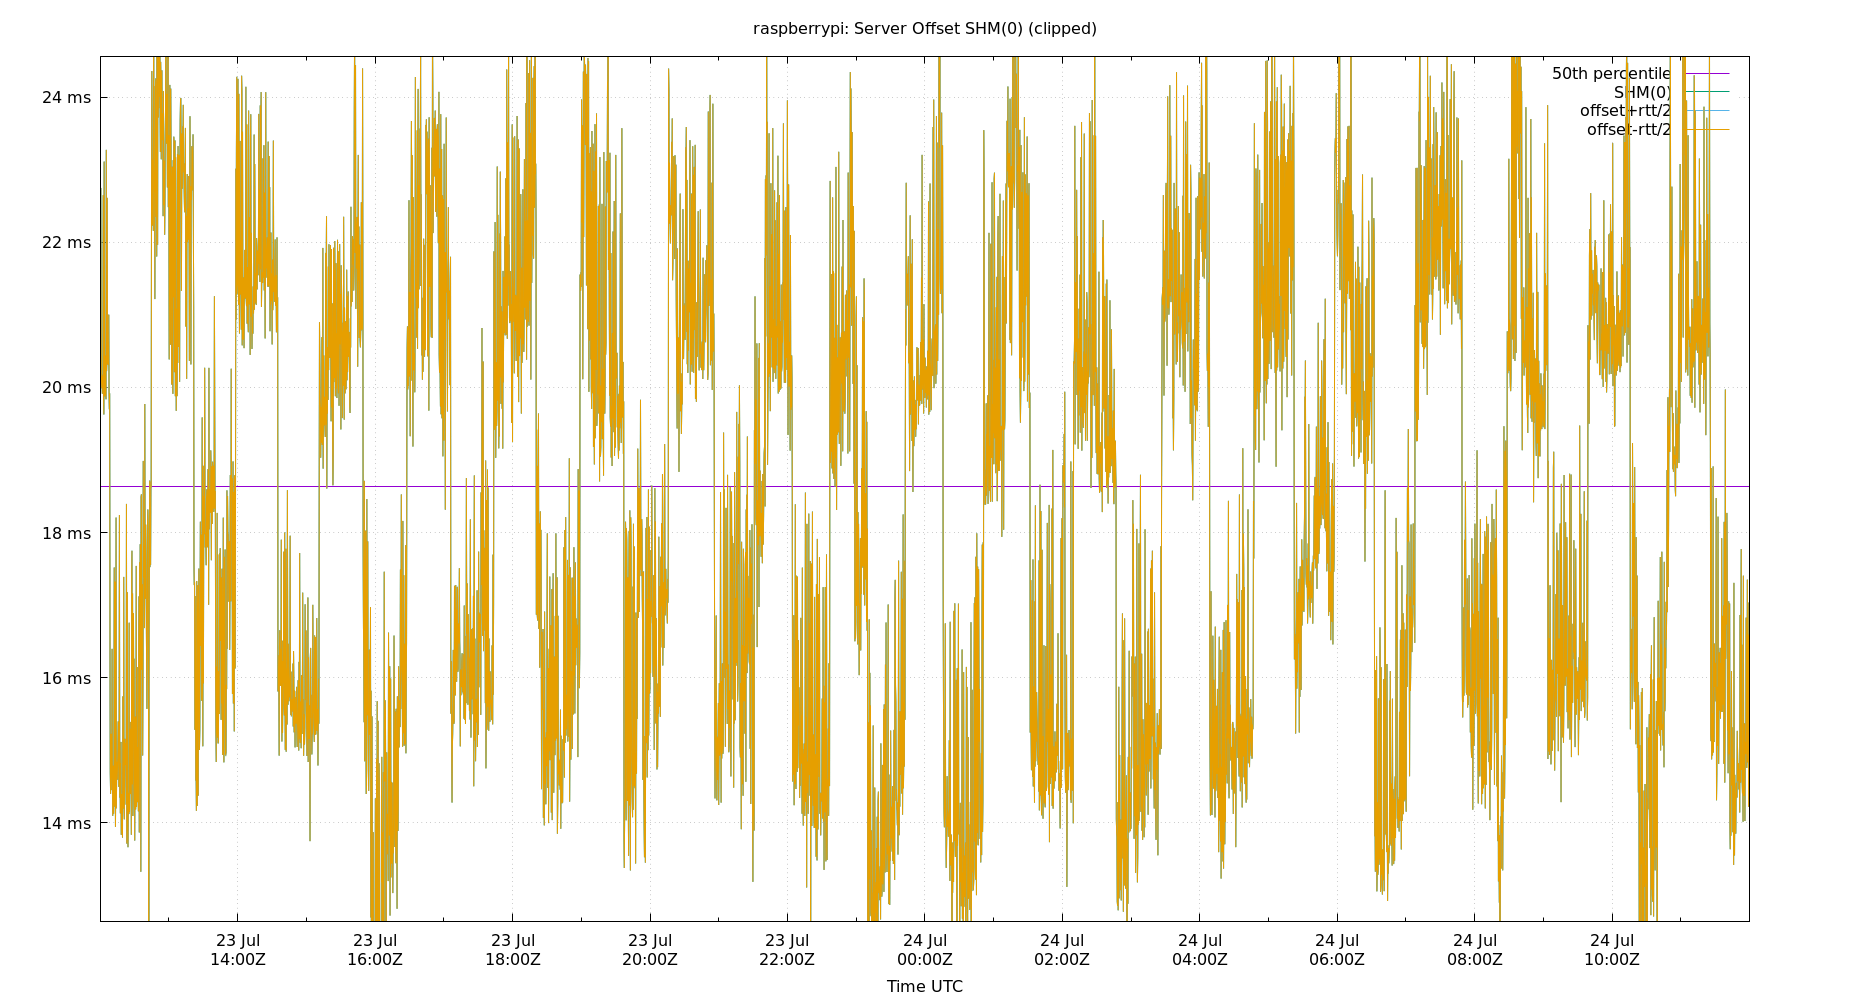 raspberrypi: Server Offset SHM(0) (clipped)
24 ms
22 ms
20 ms
18 ms
16 ms
14 ms
50th percentile
SHM(0)
offset+rtt/2
offset-rtt/2
23 Jul
14:00Z
23 Jul
16:00Z
23 Jul
18:00Z
23 Jul
20:00Z
23 Jul
22:00Z
24 Jul
00:00Z
24 Jul
02:00Z
24 Jul
04:00Z
24 Jul
06:00Z
24 Jul
08:00Z
24 Jul
10:00Z
Time UTC